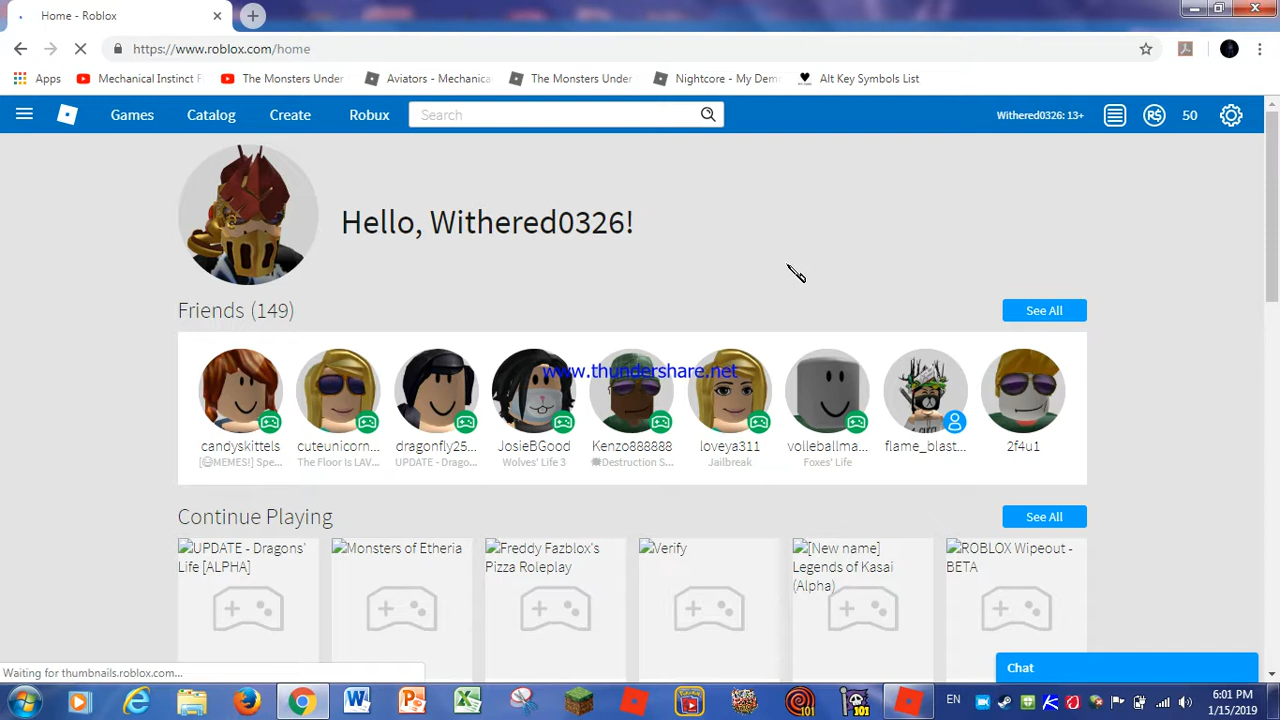 Home - Roblox
https://www.roblox.com/home
Apps Mechanical Instinct F The Monsters Under Aviators - Mechanica The Monsters Under Nightcore - My Dem Alt Key Symbols List
Games Catalog Create Robux Search Withered0326: 13+ R$ 50
Hello, Withered0326!
Friends (149) See All
www.thundershare.net
candyskittels cuteunicorn... dragonfly25... JosieBGood Kenzo888888 loveya311 volleballma... flame_blast... 2f4u1
[😂MEMES!] Spe... The Floor Is LAV... UPDATE - Drago... Wolves' Life 3 Destruction S... Jailbreak Foxes' Life
Continue Playing See All
UPDATE - Dragons' Monsters of Etheria Freddy Fazblox's Verify [New name] ROBLOX Wipeout -
Life [ALPHA] Pizza Roleplay Legends of Kasai BETA
(Alpha)
Chat
Waiting for thumbnails.roblox.com...
EN 6:01 PM
1/15/2019